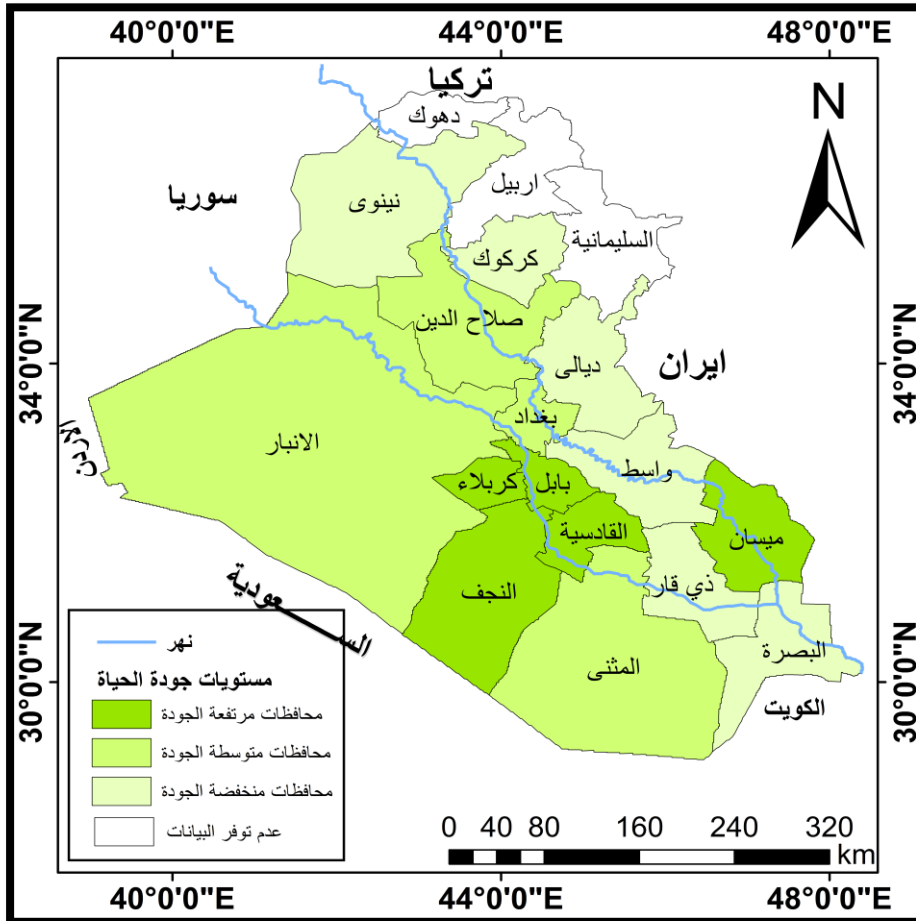 40°0'0"E 44°0'0"E 48°0'0"E
تركيا
N
دهوك
سوريا
اربيل
نينوى
السليمانية
كركوك
صلاح الدين
34°0'0"N
34°0'0"N
ايران
ديالى
الاردن
بغداد
الانبار
واسط
كربلاء
بابل
القادسية
ميسان
النجف
ذي قار
السعودية
البصرة
المثنى
30°0'0"N
30°0'0"N
الكويت
نهر
مستويات جودة الحياة
محافظات مرتفعة الجودة
محافظات متوسطة الجودة
محافظات منخفضة الجودة
عدم توفر البيانات
0 40 80 160 240 320
km
40°0'0"E 44°0'0"E 48°0'0"E